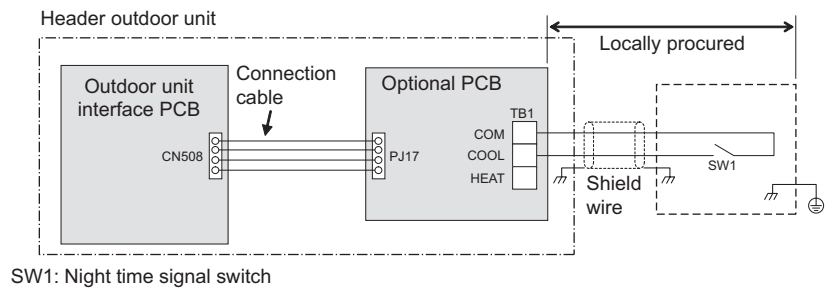 Header outdoor unit
Locally procured
Outdoor unit
interface PCB
Connection
cable
Optional PCB
TB1
COM
CN508
PJ17
COOL
SW1
HEAT
Shield
wire
SW1: Night time signal switch